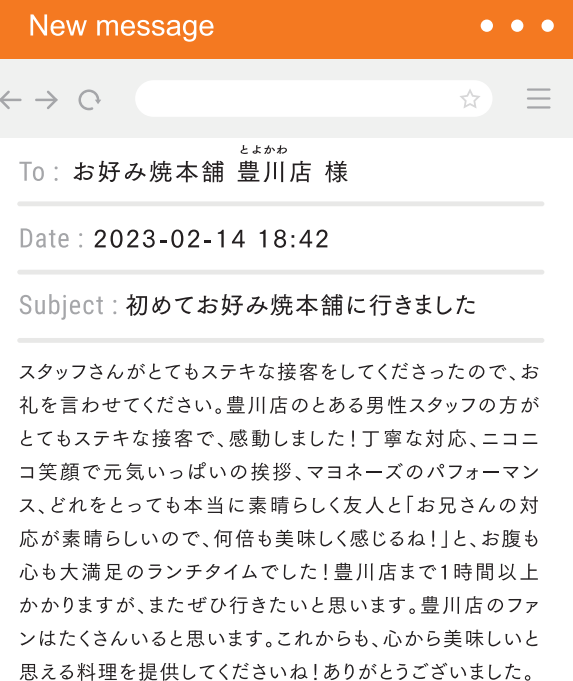 New message
とよかわ
To : お好み焼本舗 豊川店 様
Date : 2023-02-14 18:42
Subject : 初めてお好み焼本舗に行きました
スタッフさんがとてもステキな接客をしてくださったので、お
礼を言わせてください。豊川店のとある男性スタッフの方が
とてもステキな接客で、感動しました!丁寧な対応、ニコニ
コ笑顔で元気いっぱいの挨拶、マヨネーズのパフォーマン
ス、どれをとっても本当に素晴らしく友人と「お兄さんの対
応が素晴らしいので、何倍も美味しく感じるね!」と、お腹も
心も大満足のランチタイムでした!豊川店まで1時間以上
かかりますが、またぜひ行きたいと思います。豊川店のファ
ンはたくさんいると思います。これからも、心から美味しいと
思える料理を提供してくださいね!ありがとうございました。